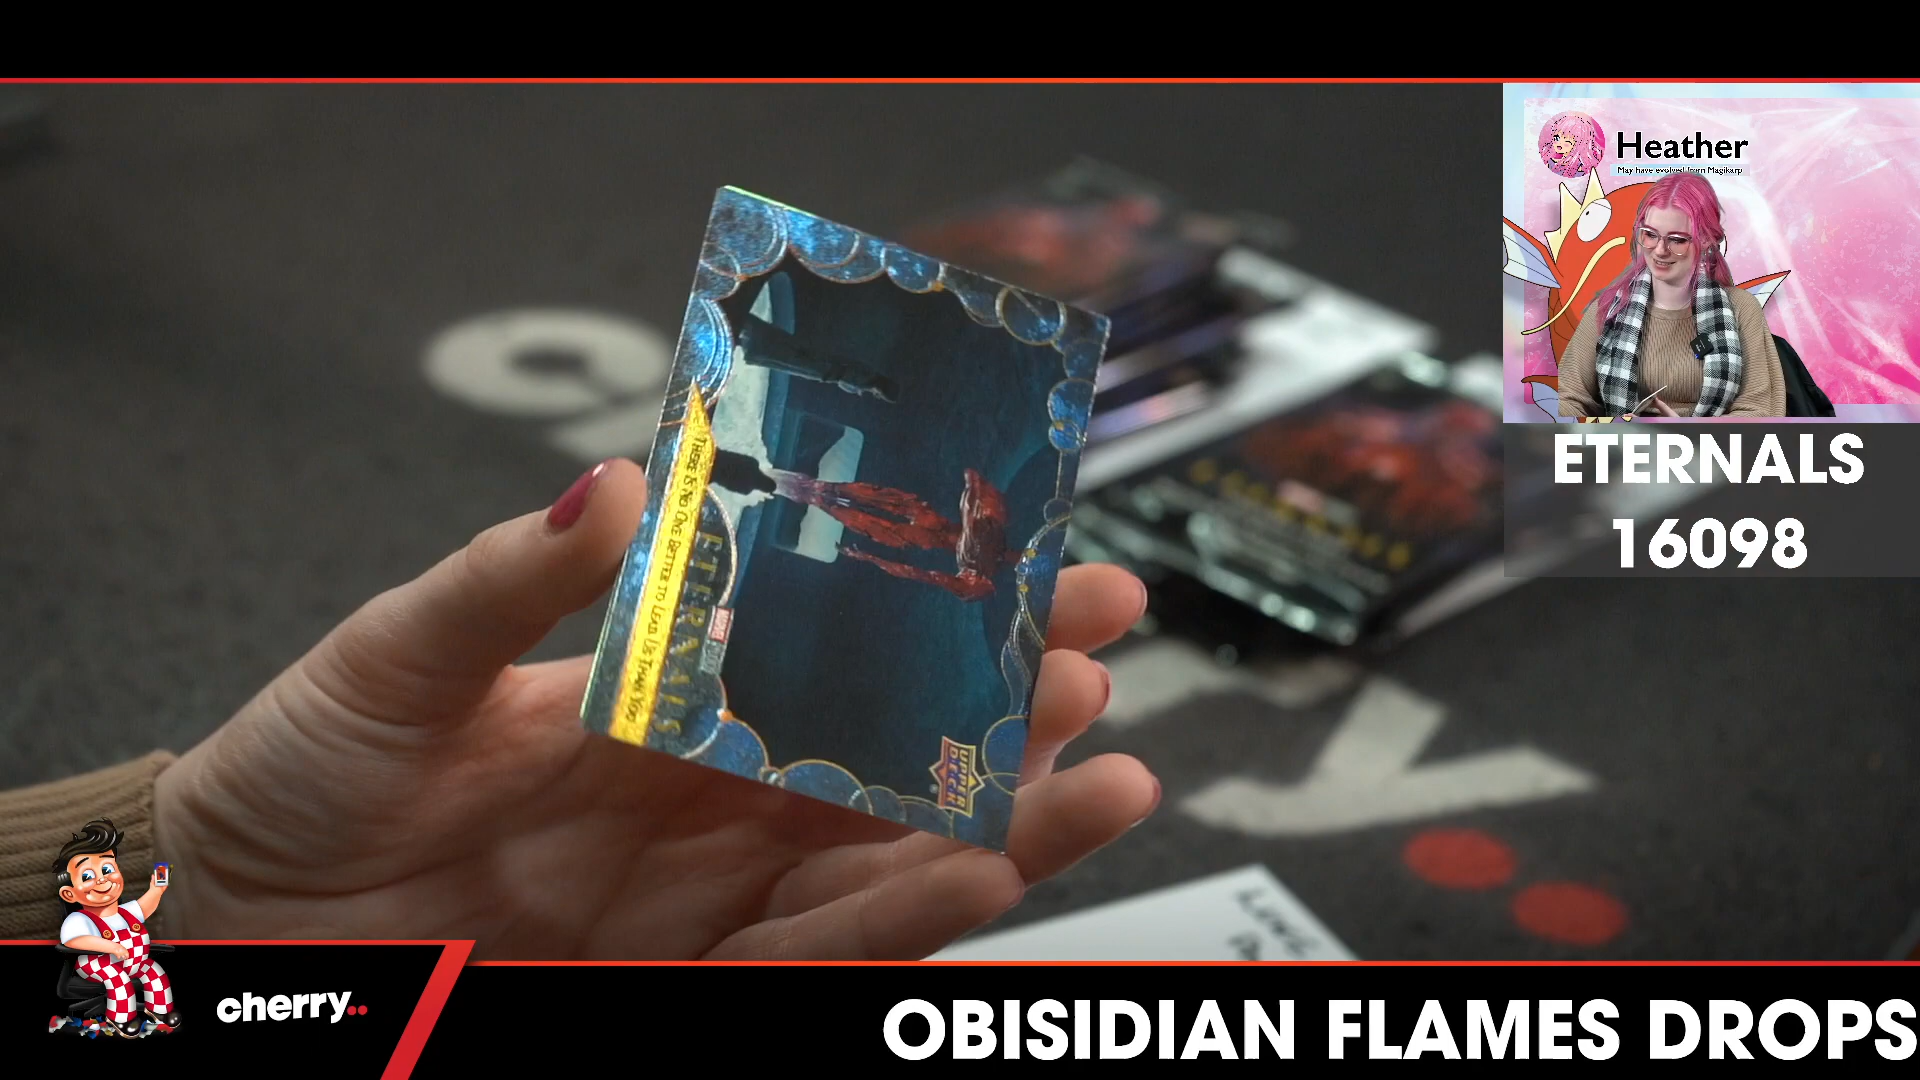 Heather
May have evolved from Magikarp
ETERNALS
16098
THERE IS NO ONE BETTER TO LEAD US THAN YOU
ETERNALS
MARVEL
UPPER
DECK
cherry
OBISIDIAN FLAMES DROPS